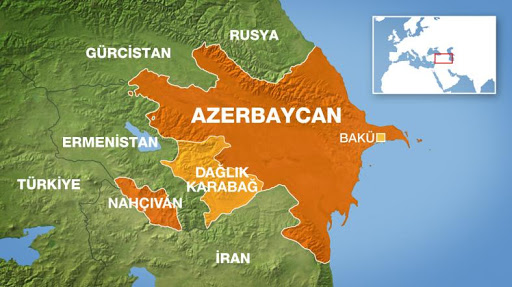 RUSYA
GÜRCİSTAN
AZERBAYCAN
BAKÜ
ERMENİSTAN
DAĞLIK
KARABAĞ
TÜRKİYE
NAHÇIVAN
İRAN